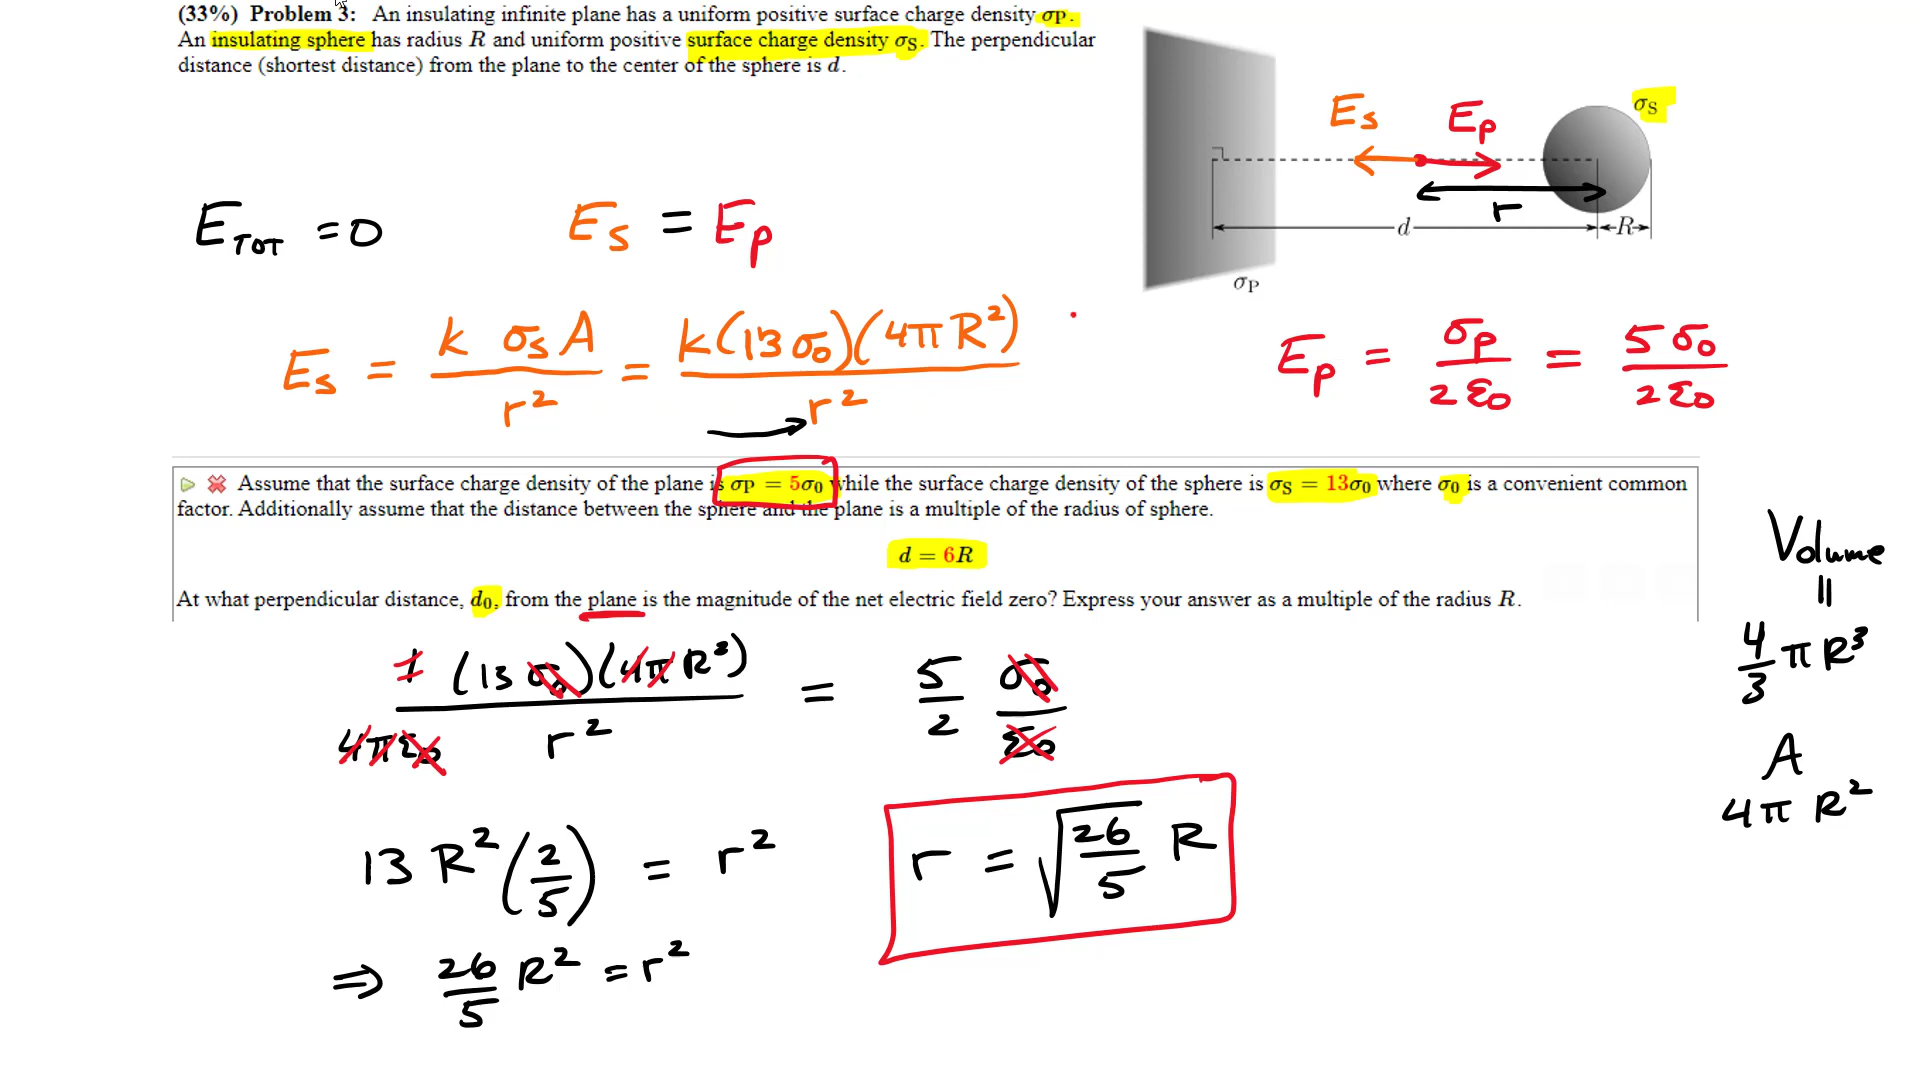 (33%) Problem 3: An insulating infinite plane has a uniform positive surface charge density σP.
An insulating sphere has radius R and uniform positive surface charge density σS. The perpendicular
distance (shortest distance) from the plane to the center of the sphere is d.
σS
Es
Ep
r
d
R
σP
E_TOT = 0
Es = Ep
Es = k σs A / r² = k(13σ0)(4πR²) / r²
Ep = σp / 2ε0 = 5σ0 / 2ε0
Assume that the surface charge density of the plane is σP = 5σ0 while the surface charge density of the sphere is σS = 13σ0 where σ0 is a convenient common
factor. Additionally assume that the distance between the sphere and the plane is a multiple of the radius of sphere.
d = 6R
At what perpendicular distance, d0, from the plane is the magnitude of the net electric field zero? Express your answer as a multiple of the radius R.
1 (13σ0)(4πR²) / 4πε0 r² = 5/2 σ0/ε0
13 R² (2/5) = r²
⇒ 26/5 R² = r²
r = √(26/5) R
Volume
=
4/3 πR³
A
4πR²